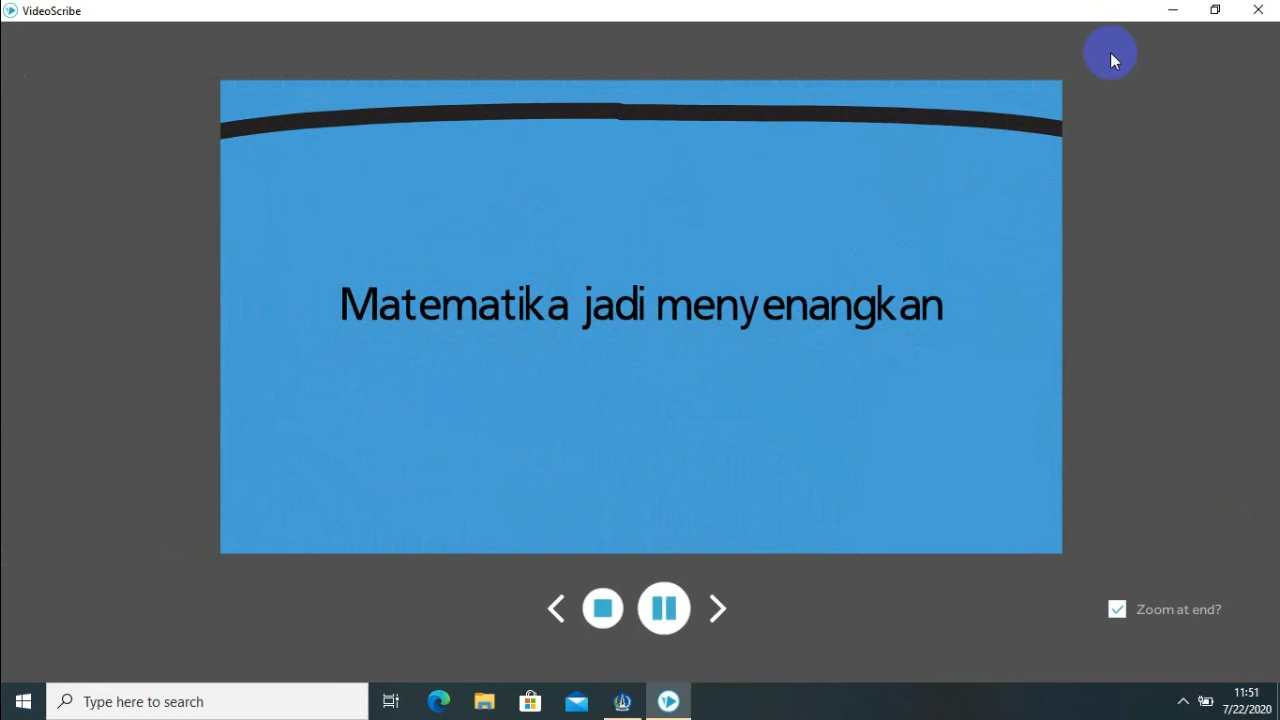 VideoScribe
Matematika jadi menyenangkan
Zoom at end?
Type here to search
11:51
7/22/2020